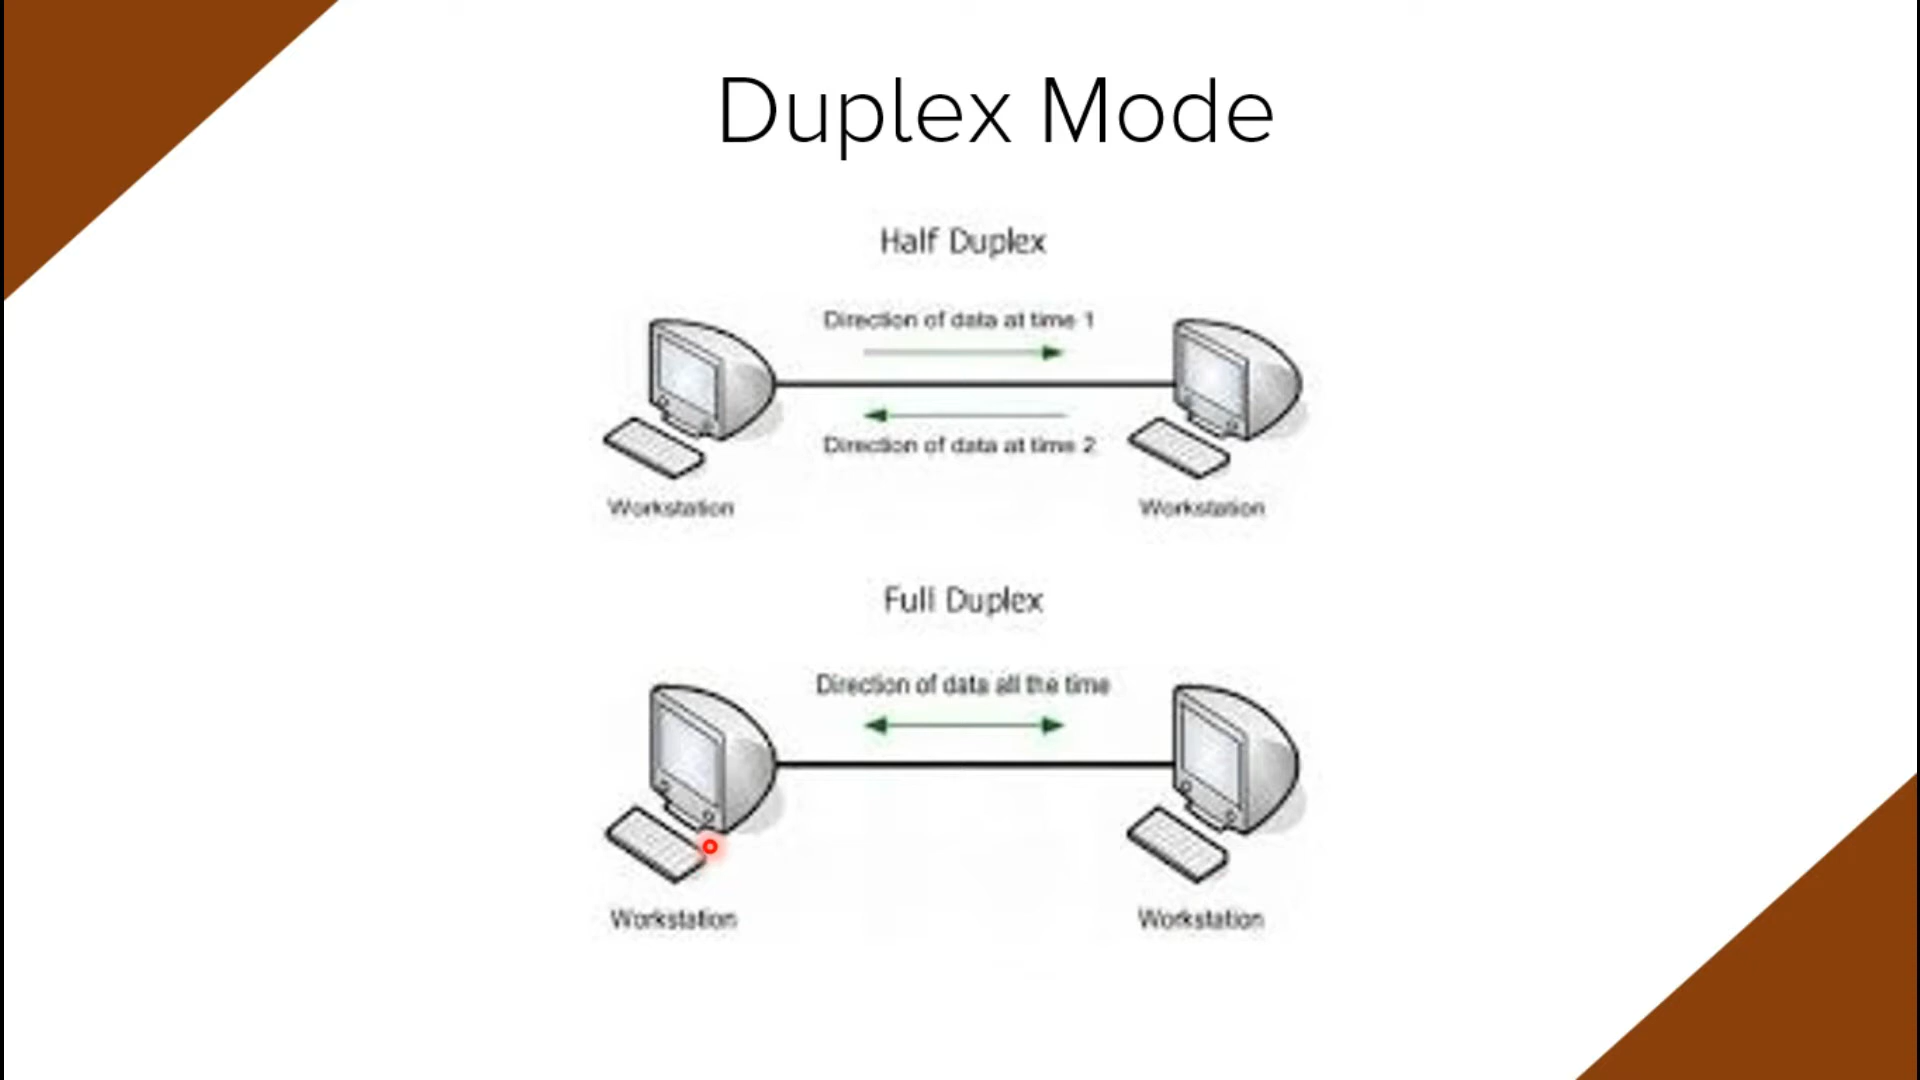 Duplex Mode
Half Duplex
Direction of data at time 1
Direction of data at time 2
Workstation
Workstation
Full Duplex
Direction of data all the time
Workstation
Workstation